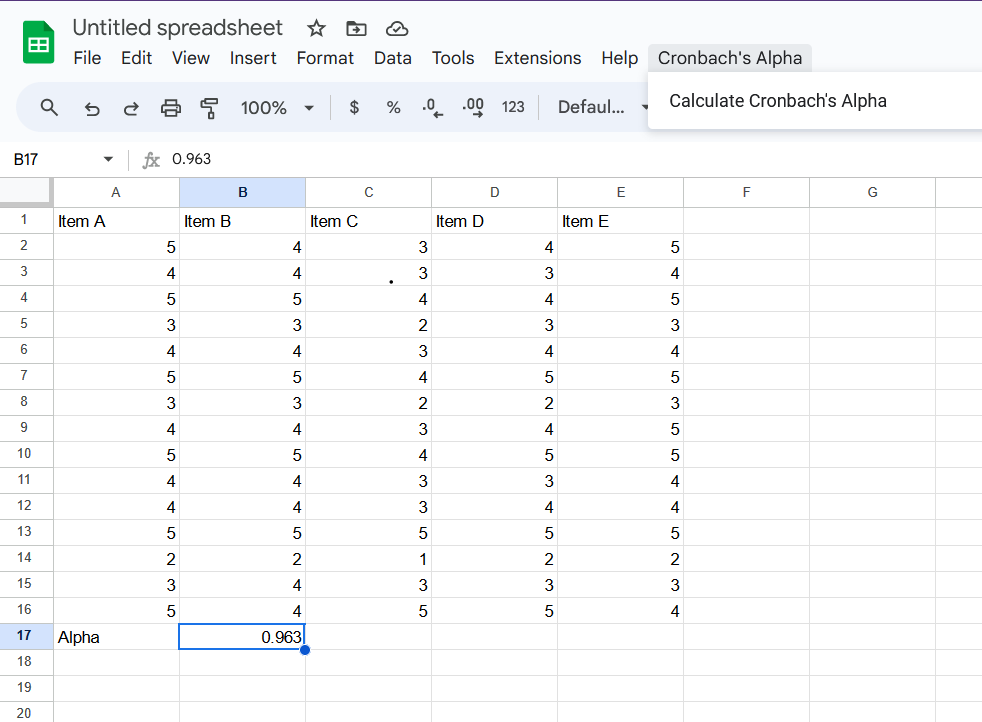 Untitled spreadsheet
File Edit View Insert Format Data Tools Extensions Help Cronbach's Alpha
Calculate Cronbach's Alpha
100% $ % .0 .00 123 Defaul...
B17 fx 0.963
A B C D E F G
1 Item A Item B Item C Item D Item E
2 5 4 3 4 5
3 4 4 3 3 4
4 5 5 4 4 5
5 3 3 2 3 3
6 4 4 3 4 4
7 5 5 4 5 5
8 3 3 2 2 3
9 4 4 3 4 5
10 5 5 4 5 5
11 4 4 3 3 4
12 4 4 3 4 4
13 5 5 5 5 5
14 2 2 1 2 2
15 3 4 3 3 3
16 5 4 5 5 4
17 Alpha 0.963
18
19
20